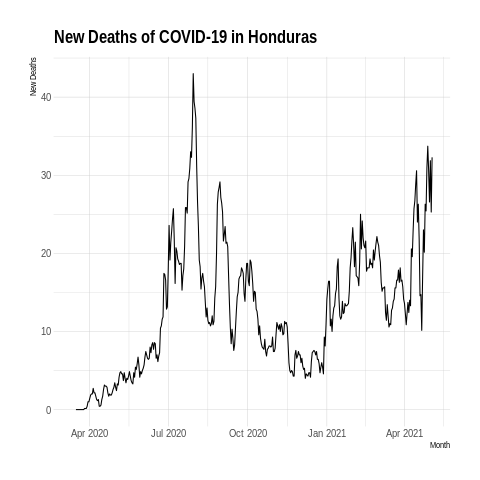 New Deaths of COVID-19 in Honduras
New Deaths
40
30
20
10
0
Apr 2020
Jul 2020
Oct 2020
Jan 2021
Apr 2021
Month